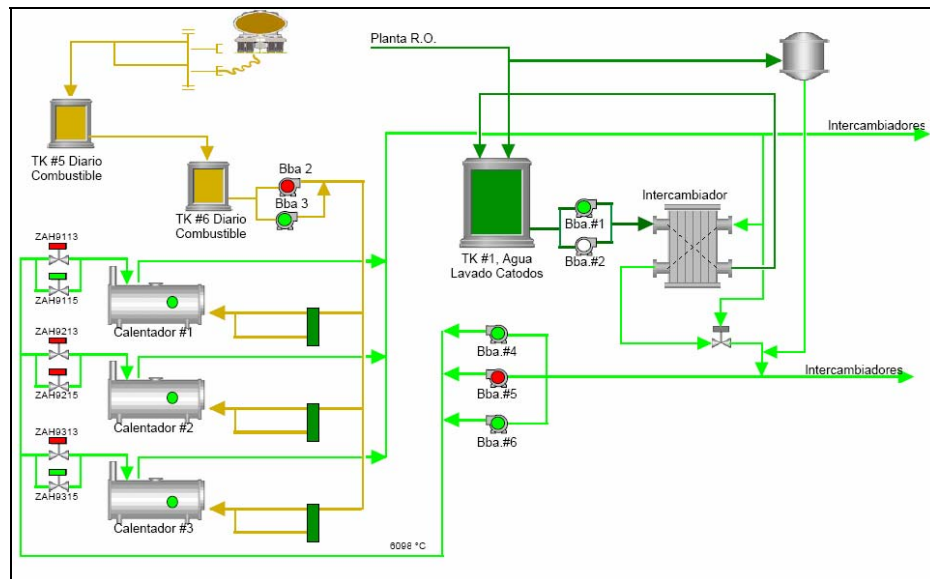 Planta R.O.
Intercambiadores
TK #5 Diario
Combustible
Bba 2
Bba 3
TK #6 Diario
Combustible
Intercambiador
Bba.#1
Bba.#2
TK #1, Agua
Lavado Catodos
ZAH9113
ZAH9115
Calentador #1
ZAH9213
ZAH9215
Calentador #2
ZAH9313
ZAH9315
Calentador #3
Bba.#4
Bba.#5
Bba.#6
Intercambiadores
6098 °C